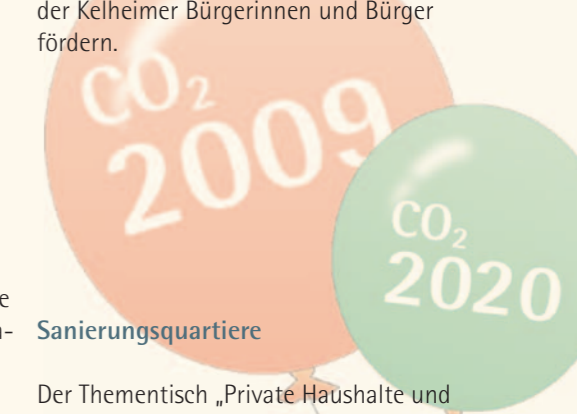 der Kelheimer Bürgerinnen und Bürger
fördern.
CO₂
2009
CO₂
2020
e
n-
Sanierungsquartiere
Der Thementisch „Private Haushalte und